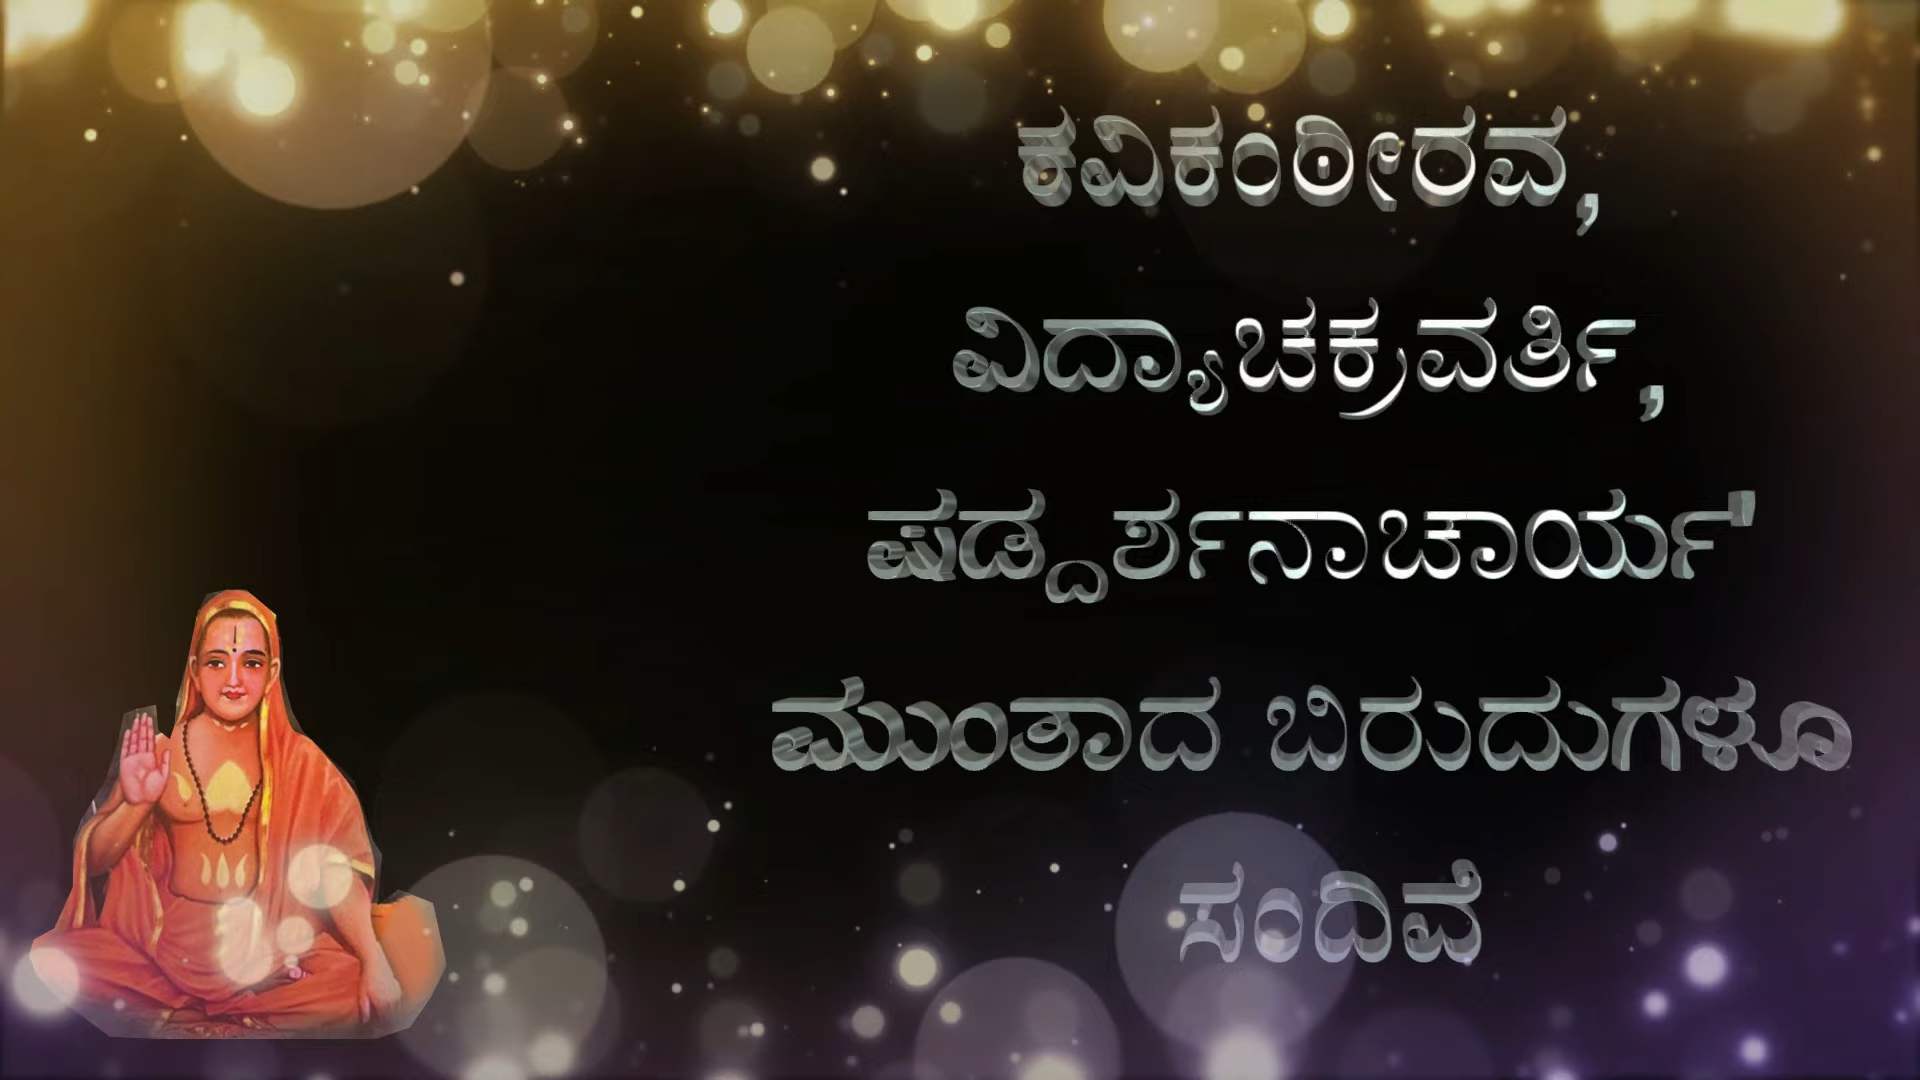 ಕವಿಕಂಠೀರವ,
ವಿದ್ಯಾಚಕ್ರವರ್ತಿ,
ಷಡ್ದರ್ಶನಾಚಾರ್ಯ'
ಮುಂತಾದ ಬಿರುದುಗಳೂ
ಸಂದಿವೆ